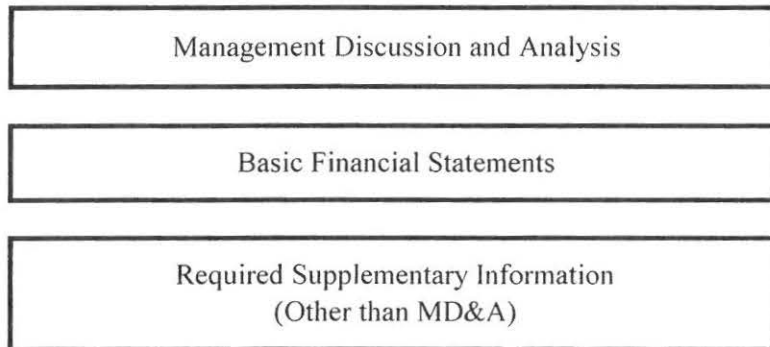 Management Discussion and Analysis
Basic Financial Statements
Required Supplementary Information
(Other than MD&A)